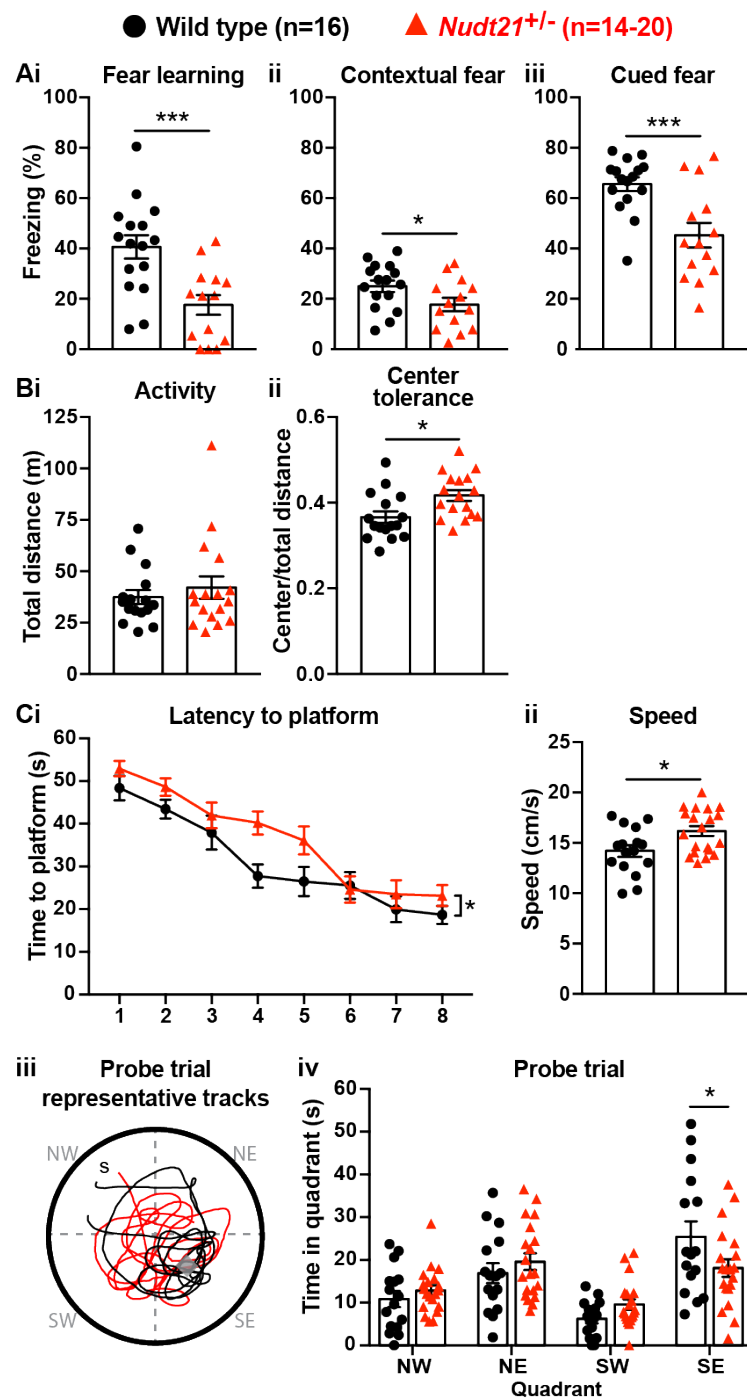 Wild type (n=16) Nudt21+/- (n=14-20)
Ai Fear learning ii Contextual fear iii Cued fear
Freezing (%)
100
80
60
40
20
0
***
100
80
60
40
20
0
*
100
80
60
40
20
0
***
Bi Activity ii Center
tolerance
Total distance (m)
125
100
75
50
25
0
Center/total distance
0.6
0.4
0.2
0.0
*
Ci Latency to platform ii Speed
Time to platform (s)
60
50
40
30
20
10
0
*
1 2 3 4 5 6 7 8
Speed (cm/s)
25
20
15
10
5
0
*
iii Probe trial
representative tracks
NW NE
s
SW SE
iv Probe trial
Time in quadrant (s)
60
50
40
30
20
10
0
*
NW NE SW SE
Quadrant